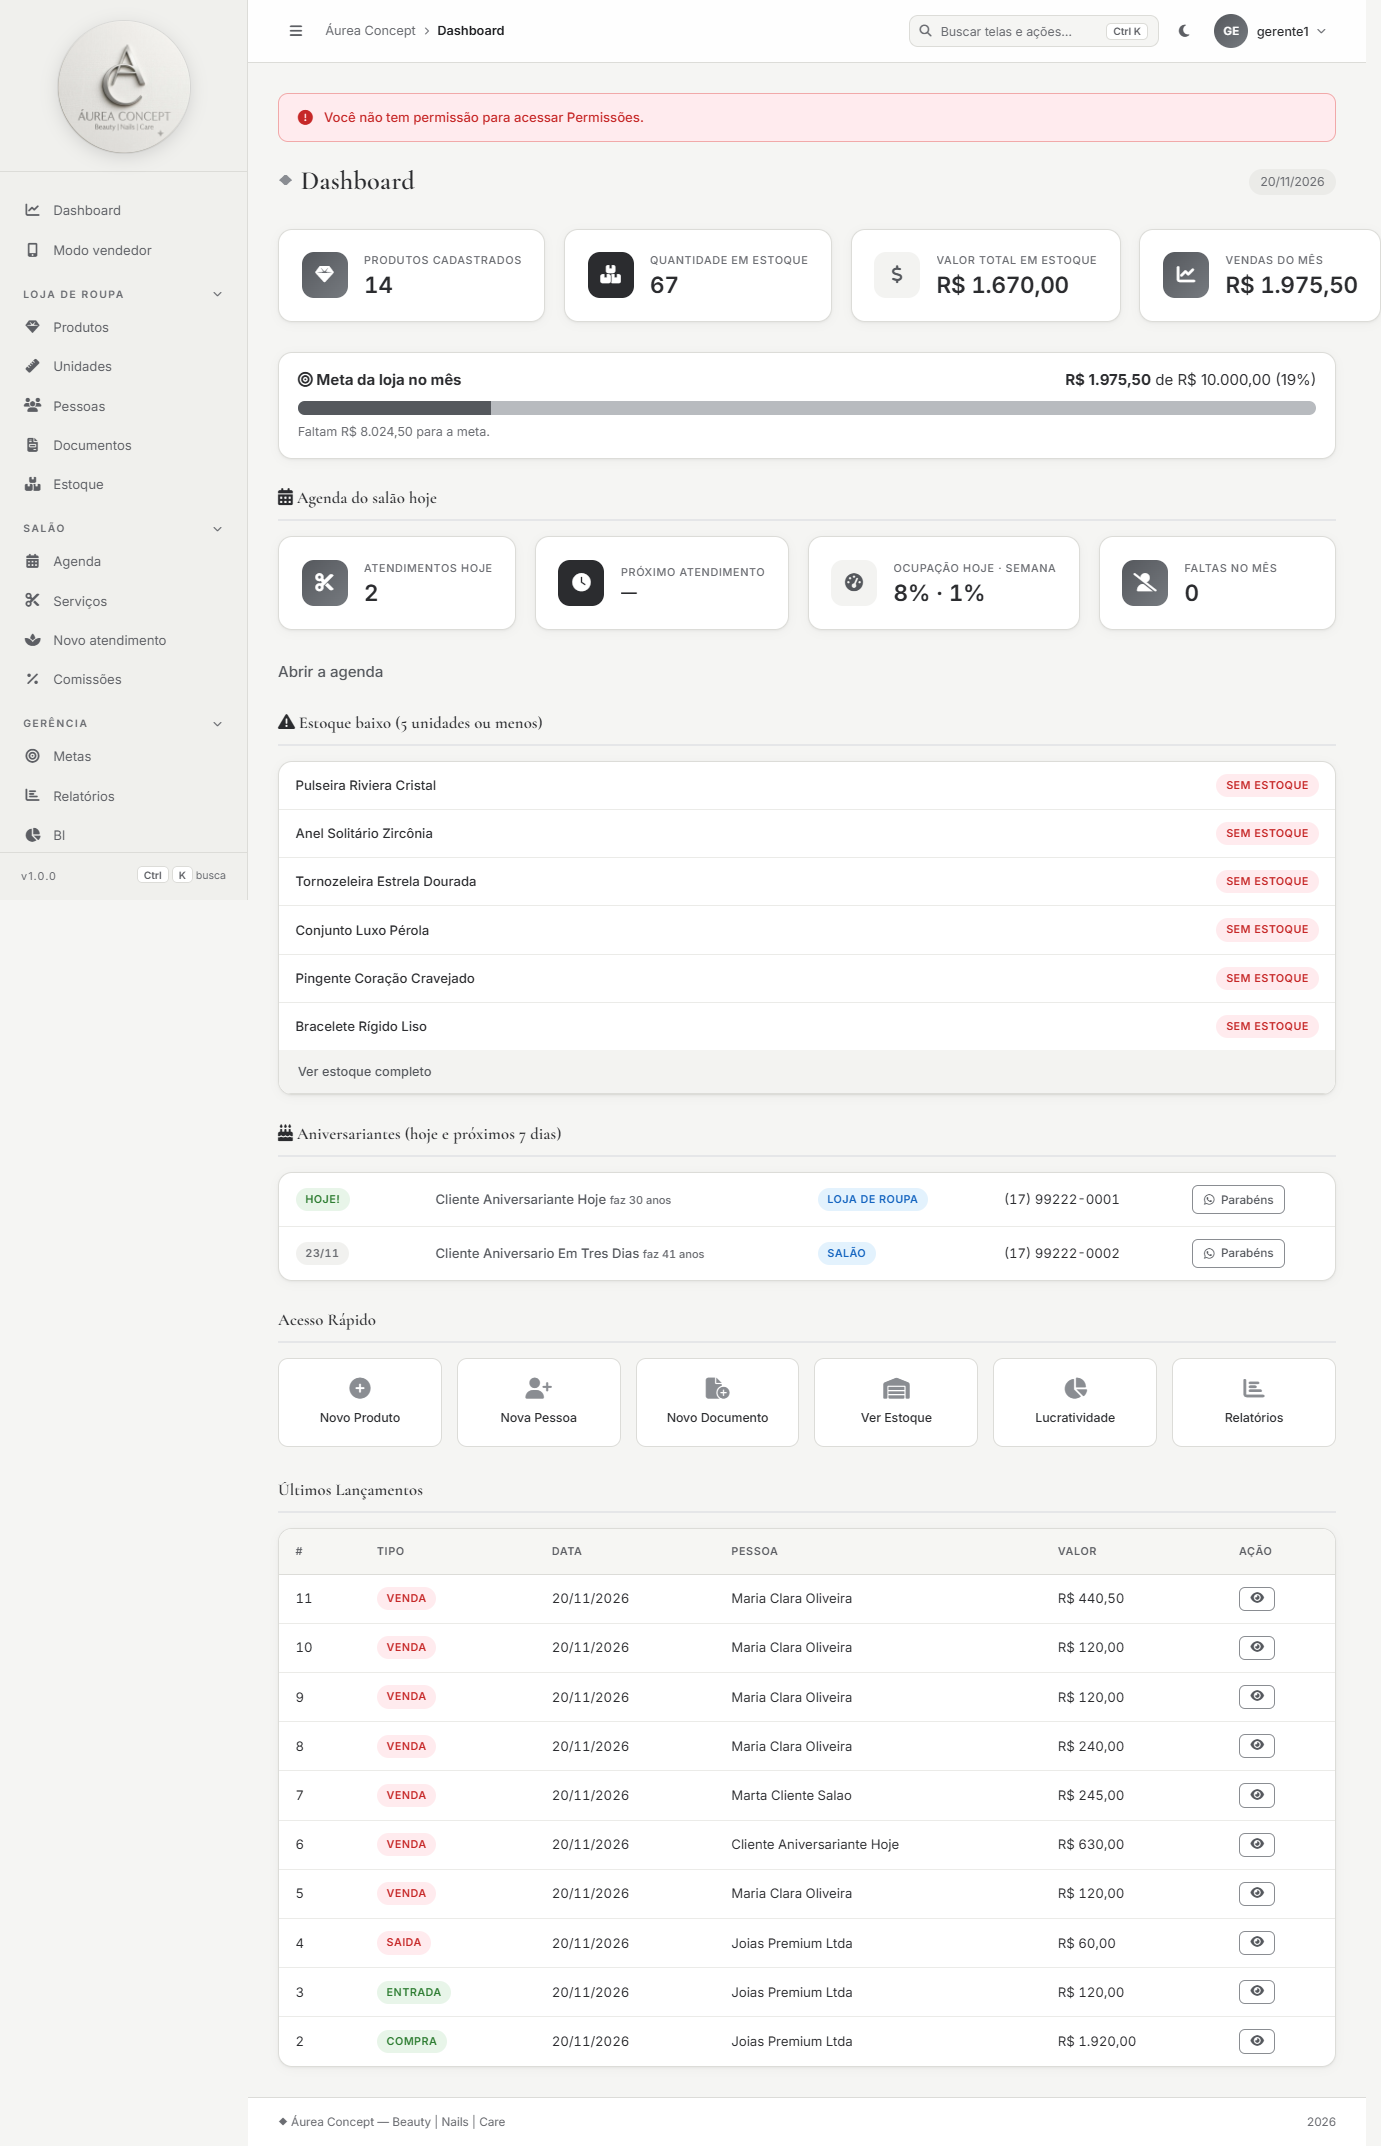 ÁUREA CONCEPT
Beauty | Nails | Care
Dashboard
Modo vendedor
LOJA DE ROUPA
Produtos
Unidades
Pessoas
Documentos
Estoque
SALÃO
Agenda
Serviços
Novo atendimento
Comissões
GERÊNCIA
Metas
Relatórios
BI
v1.0.0 Ctrl K busca
Áurea Concept › Dashboard
Buscar telas e ações... Ctrl K
GE gerente1
Você não tem permissão para acessar Permissões.
Dashboard
20/11/2026
PRODUTOS CADASTRADOS
14
QUANTIDADE EM ESTOQUE
67
VALOR TOTAL EM ESTOQUE
R$ 1.670,00
VENDAS DO MÊS
R$ 1.975,50
Meta da loja no mês
R$ 1.975,50 de R$ 10.000,00 (19%)
Faltam R$ 8.024,50 para a meta.
Agenda do salão hoje
ATENDIMENTOS HOJE
2
PRÓXIMO ATENDIMENTO
—
OCUPAÇÃO HOJE · SEMANA
8% · 1%
FALTAS NO MÊS
0
Abrir a agenda
Estoque baixo (5 unidades ou menos)
Pulseira Riviera Cristal SEM ESTOQUE
Anel Solitário Zircônia SEM ESTOQUE
Tornozeleira Estrela Dourada SEM ESTOQUE
Conjunto Luxo Pérola SEM ESTOQUE
Pingente Coração Cravejado SEM ESTOQUE
Bracelete Rígido Liso SEM ESTOQUE
Ver estoque completo
Aniversariantes (hoje e próximos 7 dias)
HOJE! Cliente Aniversariante Hoje faz 30 anos LOJA DE ROUPA (17) 99222-0001 Parabéns
23/11 Cliente Aniversario Em Tres Dias faz 41 anos SALÃO (17) 99222-0002 Parabéns
Acesso Rápido
Novo Produto
Nova Pessoa
Novo Documento
Ver Estoque
Lucratividade
Relatórios
Últimos Lançamentos
# TIPO DATA PESSOA VALOR AÇÃO
11 VENDA 20/11/2026 Maria Clara Oliveira R$ 440,50
10 VENDA 20/11/2026 Maria Clara Oliveira R$ 120,00
9 VENDA 20/11/2026 Maria Clara Oliveira R$ 120,00
8 VENDA 20/11/2026 Maria Clara Oliveira R$ 240,00
7 VENDA 20/11/2026 Marta Cliente Salao R$ 245,00
6 VENDA 20/11/2026 Cliente Aniversariante Hoje R$ 630,00
5 VENDA 20/11/2026 Maria Clara Oliveira R$ 120,00
4 SAIDA 20/11/2026 Joias Premium Ltda R$ 60,00
3 ENTRADA 20/11/2026 Joias Premium Ltda R$ 120,00
2 COMPRA 20/11/2026 Joias Premium Ltda R$ 1.920,00
Áurea Concept — Beauty | Nails | Care
2026